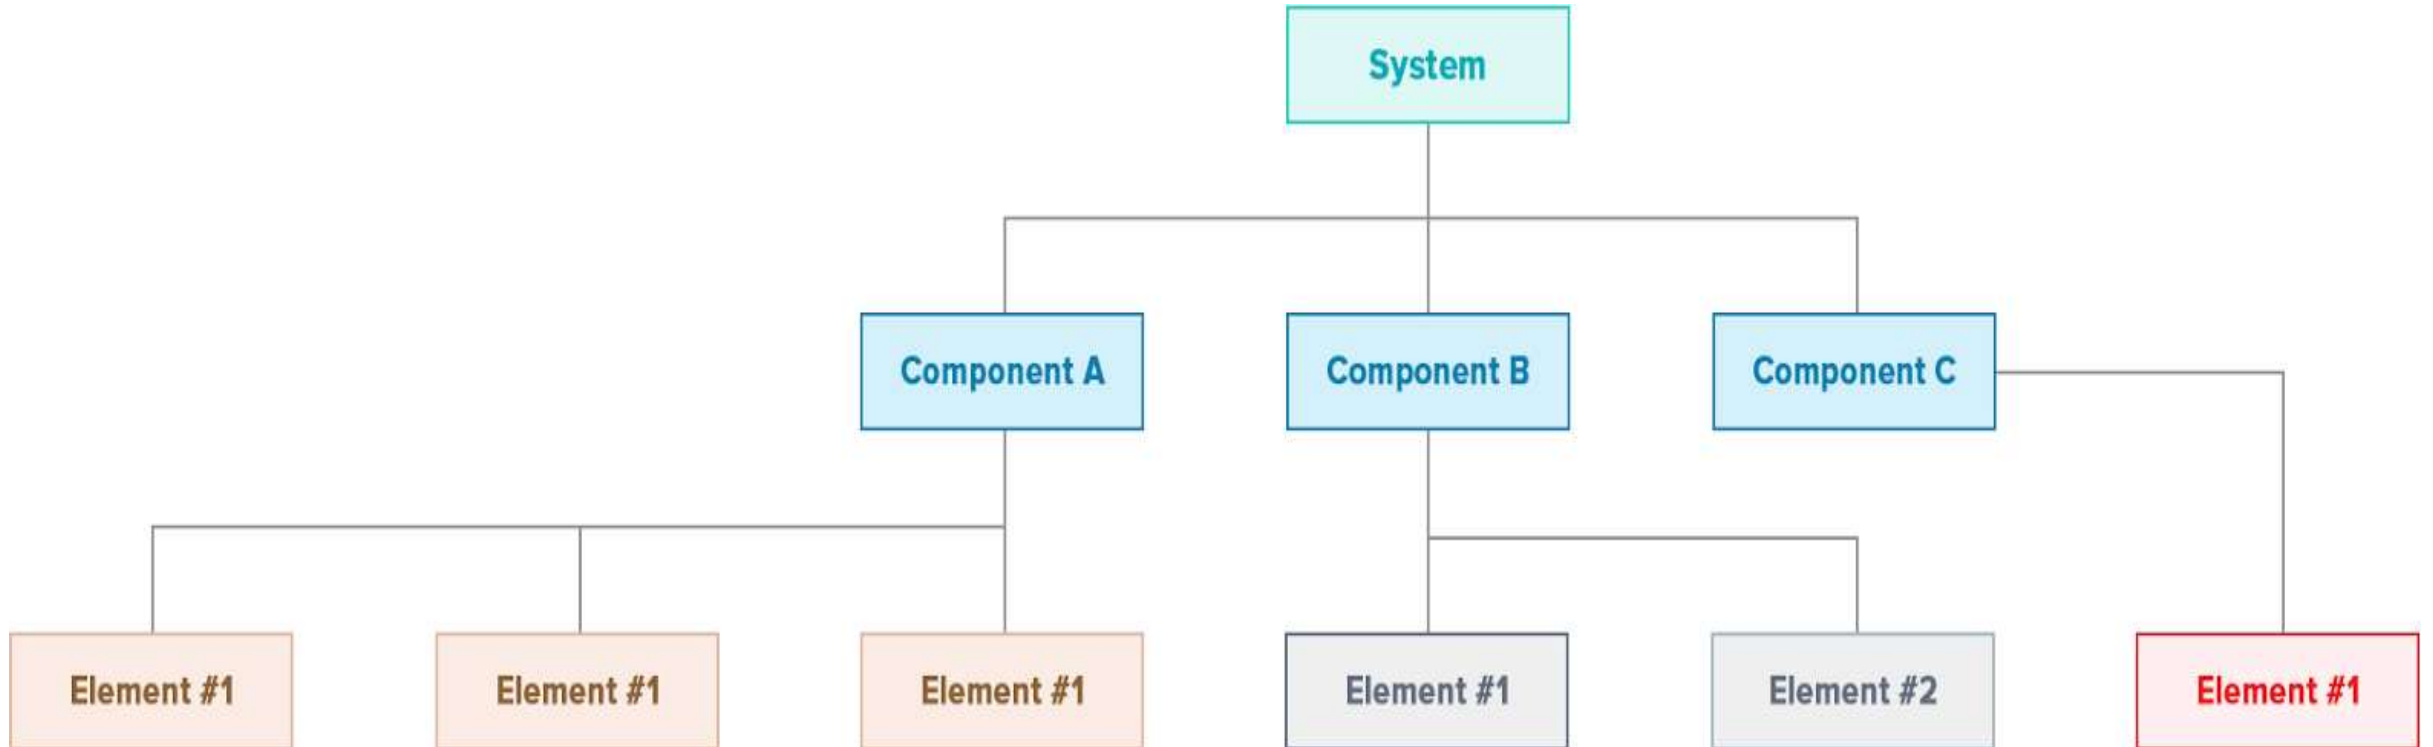 System
Component A
Component B
Component C
Element #1
Element #1
Element #1
Element #1
Element #2
Element #1